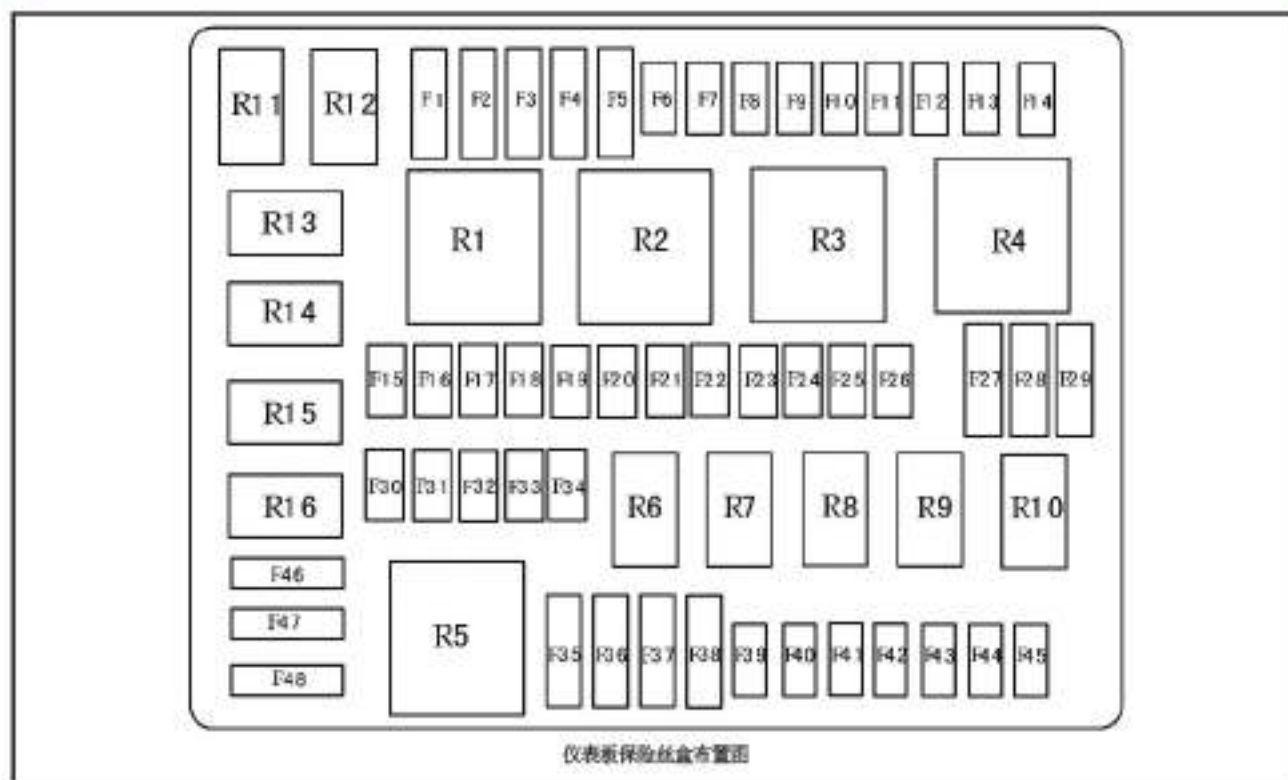 R11 R12 F1 F2 F3 F4 F5 F6 F7 F8 F9 F10 F11 F12 F13 F14
R13 R1 R2 R3 R4
R14
F15 F16 F17 F18 F19 F20 F21 F22 F23 F24 F25 F26 F27 F28 F29
R15
F30 F31 F32 F33 F34 R6 R7 R8 R9 R10
R16
F46
F47
R5 F35 F36 F37 F38 F39 F40 F41 F42 F43 F44 F45
F48
仪表板保险丝盒布置图